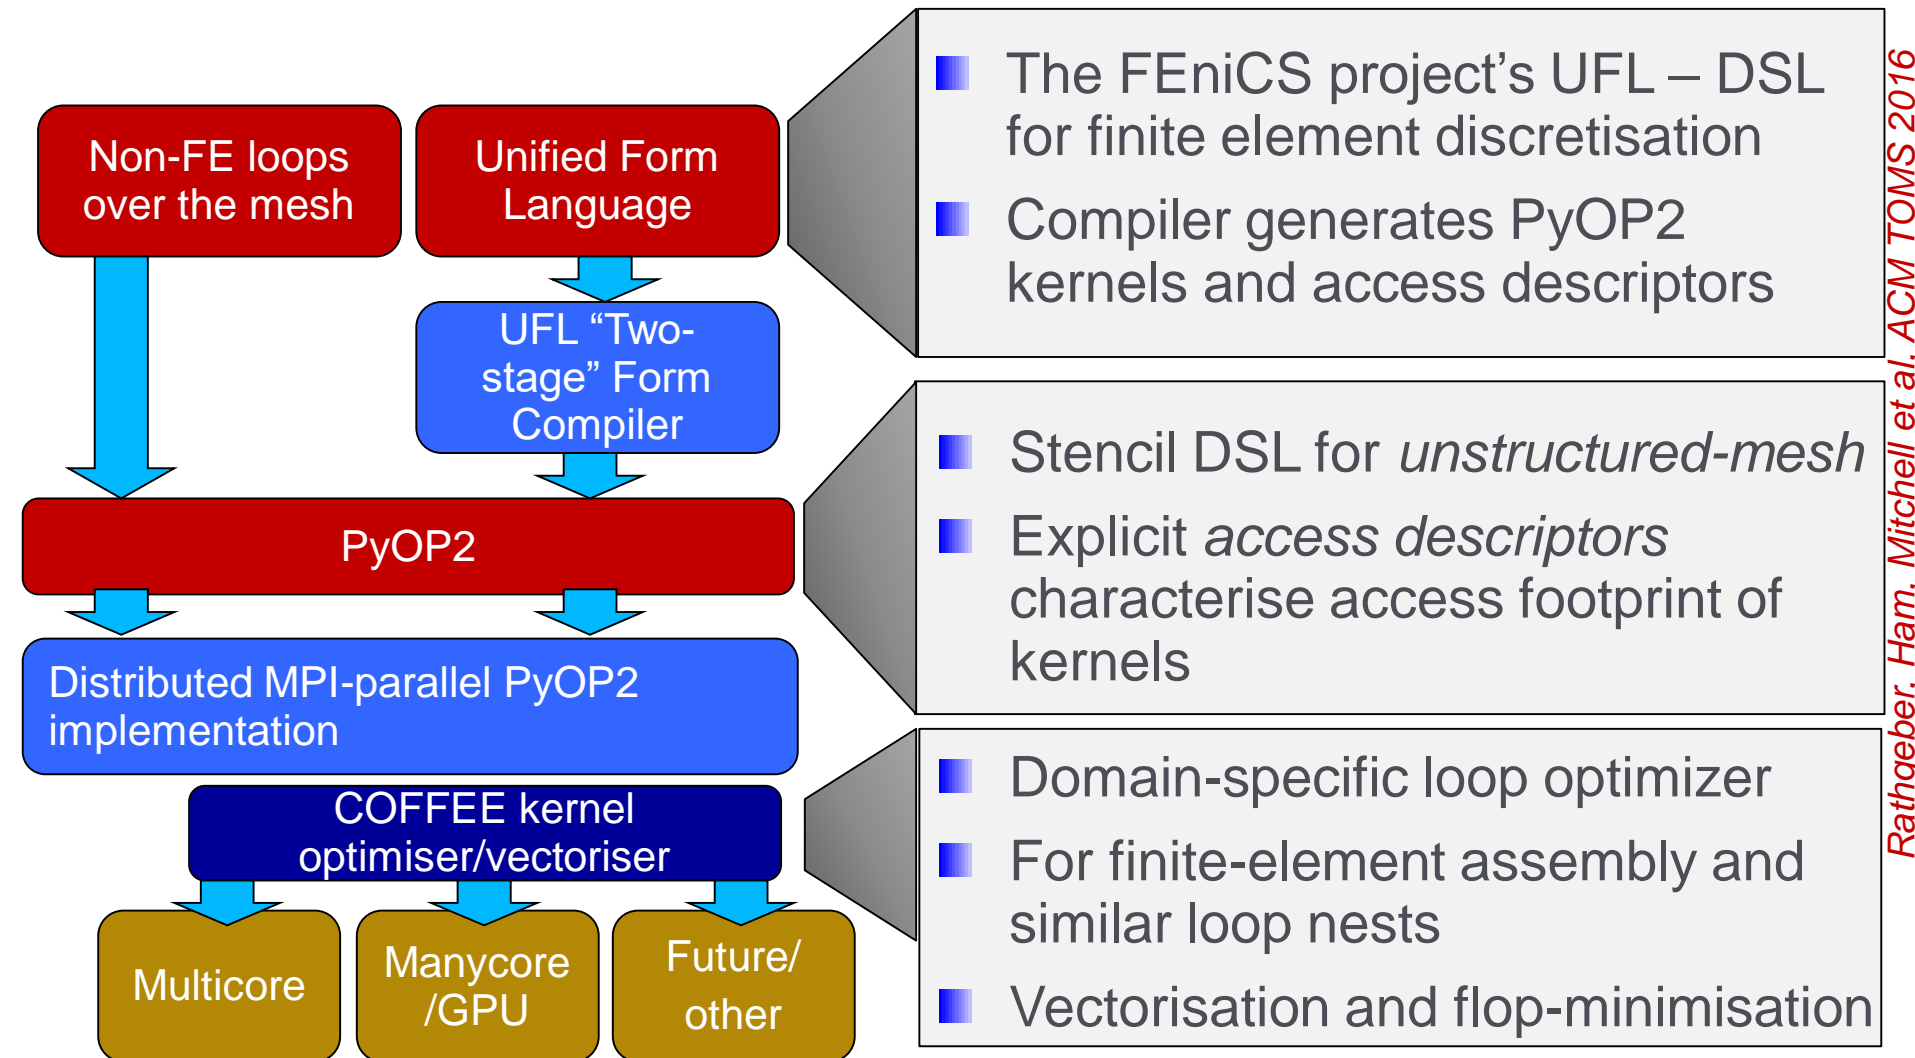 Non-FE loops
over the mesh
Unified Form
Language
UFL “Two-
stage” Form
Compiler
PyOP2
Distributed MPI-parallel PyOP2
implementation
COFFEE kernel
optimiser/vectoriser
Multicore
Manycore
/GPU
Future/
other
The FEniCS project’s UFL – DSL
for finite element discretisation
Compiler generates PyOP2
kernels and access descriptors
Stencil DSL for unstructured-mesh
Explicit access descriptors
characterise access footprint of
kernels
Domain-specific loop optimizer
For finite-element assembly and
similar loop nests
Vectorisation and flop-minimisation
Rathgeber. Ham. Mitchell et al. ACM TOMS 2016